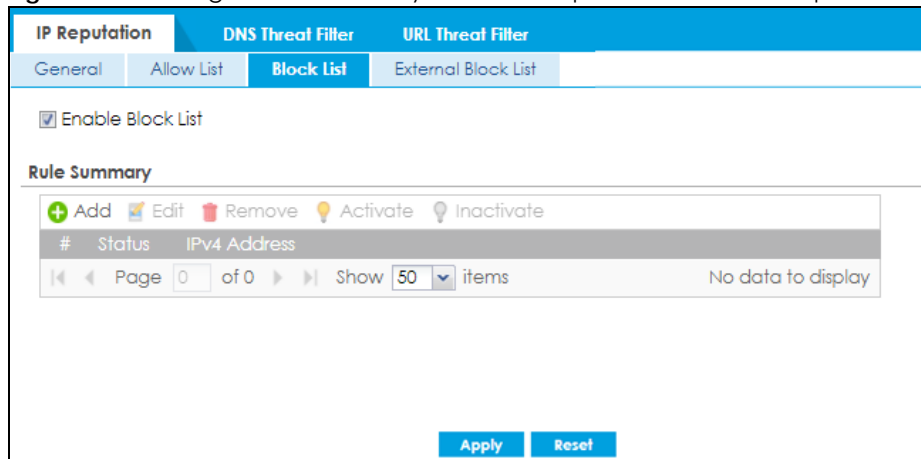 IP Reputation DNS Threat Filter URL Threat Filter
General Allow List Block List External Block List
Enable Block List
Rule Summary
Add Edit Remove Activate Inactivate
# Status IPv4 Address
Page 0 of 0 Show 50 items No data to display
Apply Reset